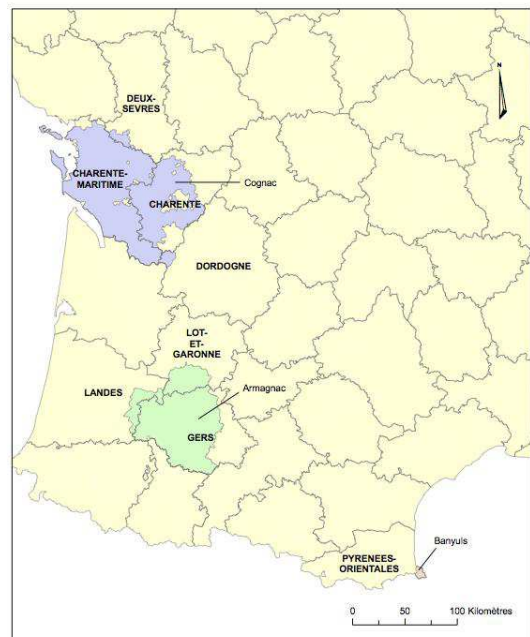 N
DEUX-
SEVRES
CHARENTE-
MARITIME
Cognac
CHARENTE
DORDOGNE
LOT-
ET-
GARONNE
LANDES
Armagnac
GERS
Banyuls
PYRENEES-
ORIENTALES
0 50 100 Kilomètres